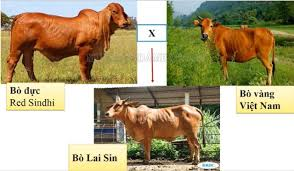 X
Bò đực
Red Sindhi
Bò vàng
Việt Nam
Bò Lai Sin